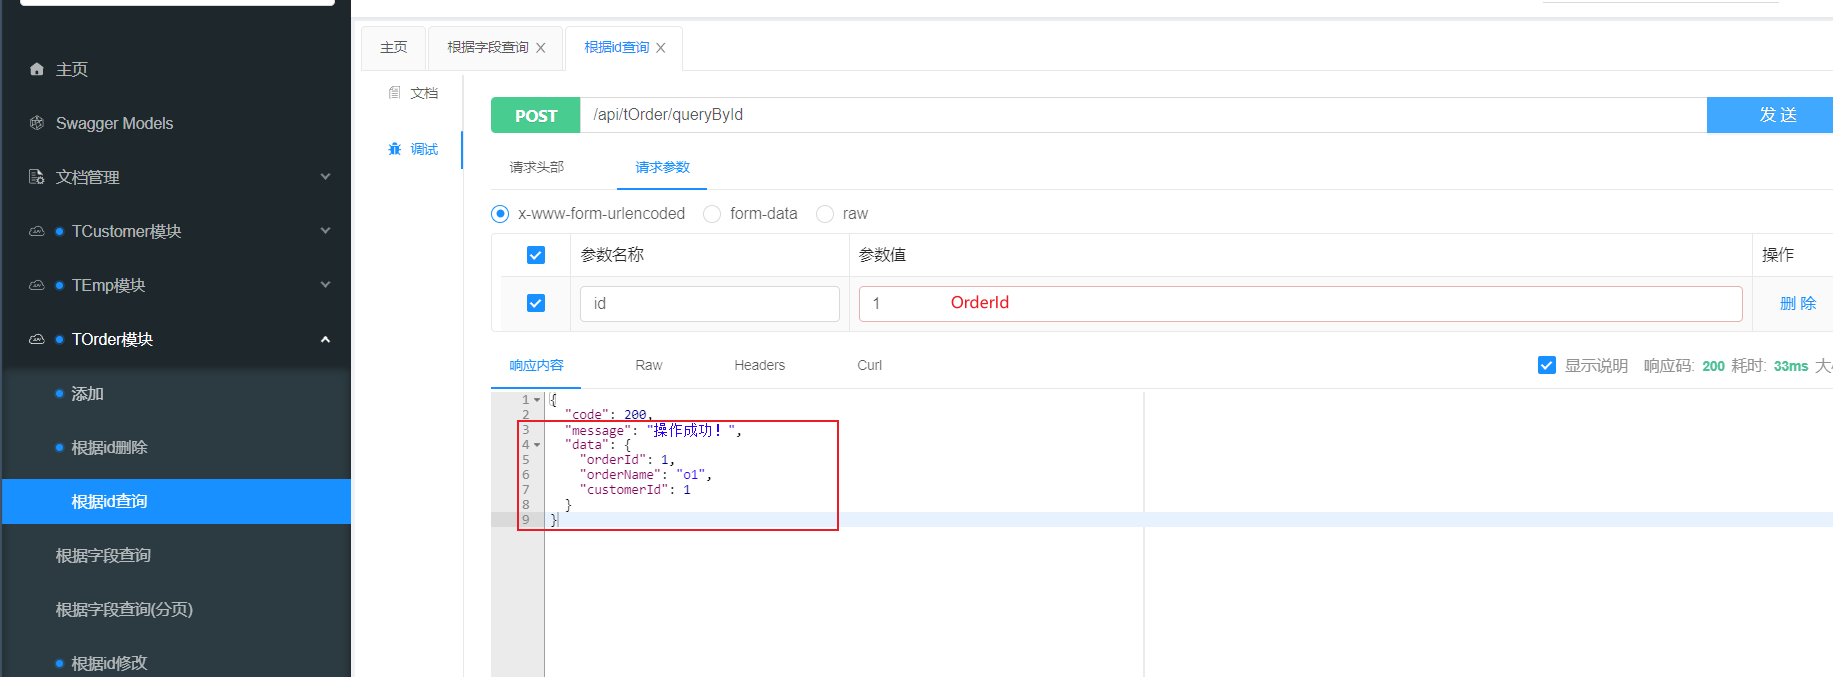 主页
Swagger Models
文档管理
TCustomer模块
TEmp模块
TOrder模块
添加
根据id删除
根据id查询
根据字段查询
根据字段查询(分页)
根据id修改
主页 根据字段查询 根据id查询
文档
调试
POST /api/tOrder/queryById 发 送
请求头部 请求参数
x-www-form-urlencoded form-data raw
参数名称 参数值 操作
id 1 OrderId 删 除
响应内容 Raw Headers Curl 显示说明 响应码: 200 耗时: 33ms 大
1 {
2 "code": 200,
3 "message": "操作成功！",
4 "data": {
5 "orderId": 1,
6 "orderName": "o1",
7 "customerId": 1
8 }
9 }